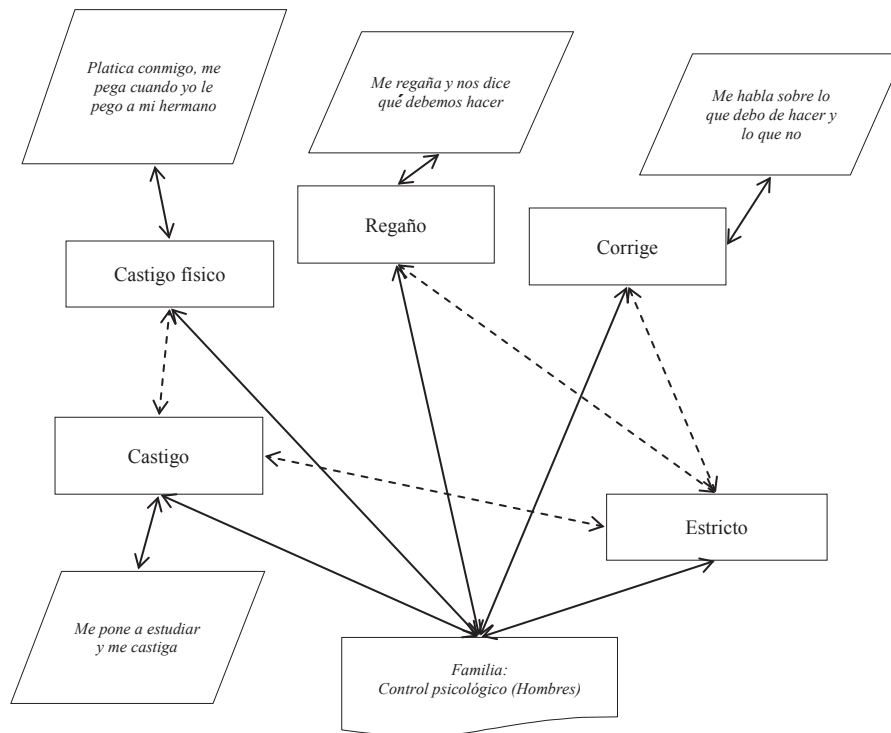 Platica conmigo, me
pega cuando yo le
pego a mi hermano
Me regaña y nos dice
qué debemos hacer
Me habla sobre lo
que debo de hacer y
lo que no
Regaño
Corrige
Castigo físico
Castigo
Estricto
Me pone a estudiar
y me castiga
Familia:
Control psicológico (Hombres)